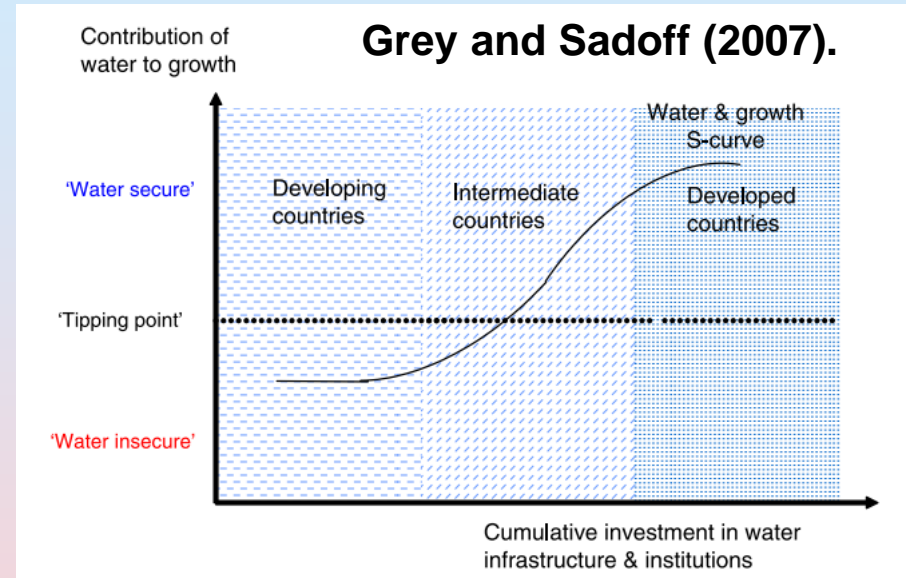 Contribution of
water to growth
Grey and Sadoff (2007).
Water & growth
S-curve
‘Water secure’
Developing
countries
Intermediate
countries
Developed
countries
‘Tipping point’
‘Water insecure’
Cumulative investment in water
infrastructure & institutions